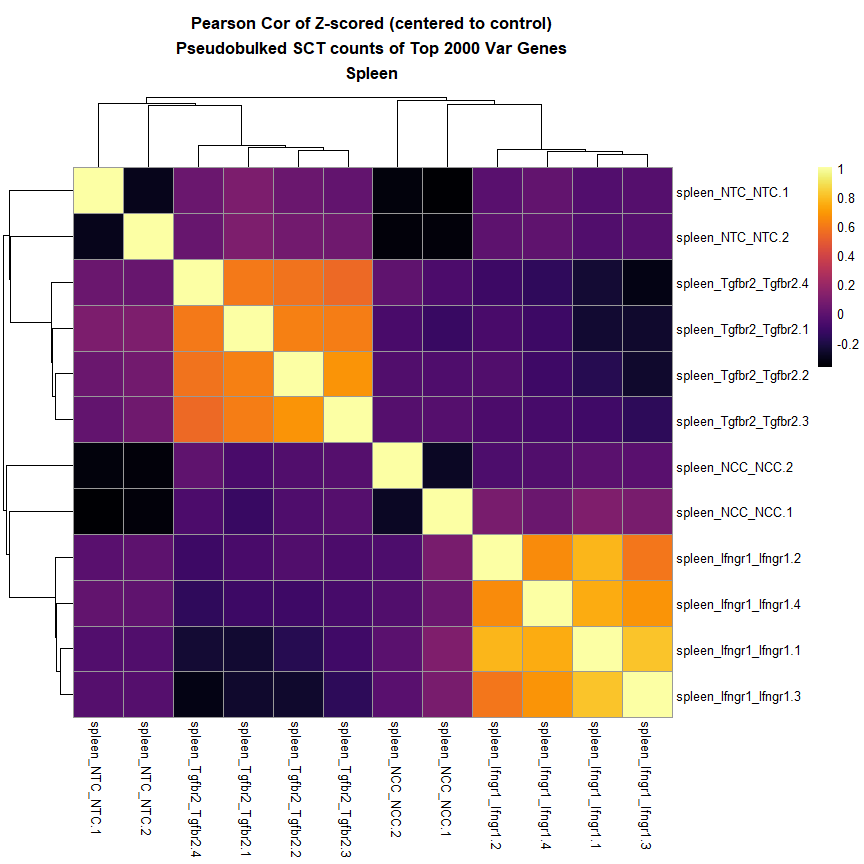 Pearson Cor of Z-scored (centered to control)
Pseudobulked SCT counts of Top 2000 Var Genes
Spleen
1
0.8
0.6
0.4
0.2
0
-0.2
spleen_NTC_NTC.1
spleen_NTC_NTC.2
spleen_Tgfbr2_Tgfbr2.4
spleen_Tgfbr2_Tgfbr2.1
spleen_Tgfbr2_Tgfbr2.2
spleen_Tgfbr2_Tgfbr2.3
spleen_NCC_NCC.2
spleen_NCC_NCC.1
spleen_Ifngr1_Ifngr1.2
spleen_Ifngr1_Ifngr1.4
spleen_Ifngr1_Ifngr1.1
spleen_Ifngr1_Ifngr1.3
spleen_NTC_NTC.1
spleen_NTC_NTC.2
spleen_Tgfbr2_Tgfbr2.4
spleen_Tgfbr2_Tgfbr2.1
spleen_Tgfbr2_Tgfbr2.2
spleen_Tgfbr2_Tgfbr2.3
spleen_NCC_NCC.2
spleen_NCC_NCC.1
spleen_Ifngr1_Ifngr1.2
spleen_Ifngr1_Ifngr1.4
spleen_Ifngr1_Ifngr1.1
spleen_Ifngr1_Ifngr1.3